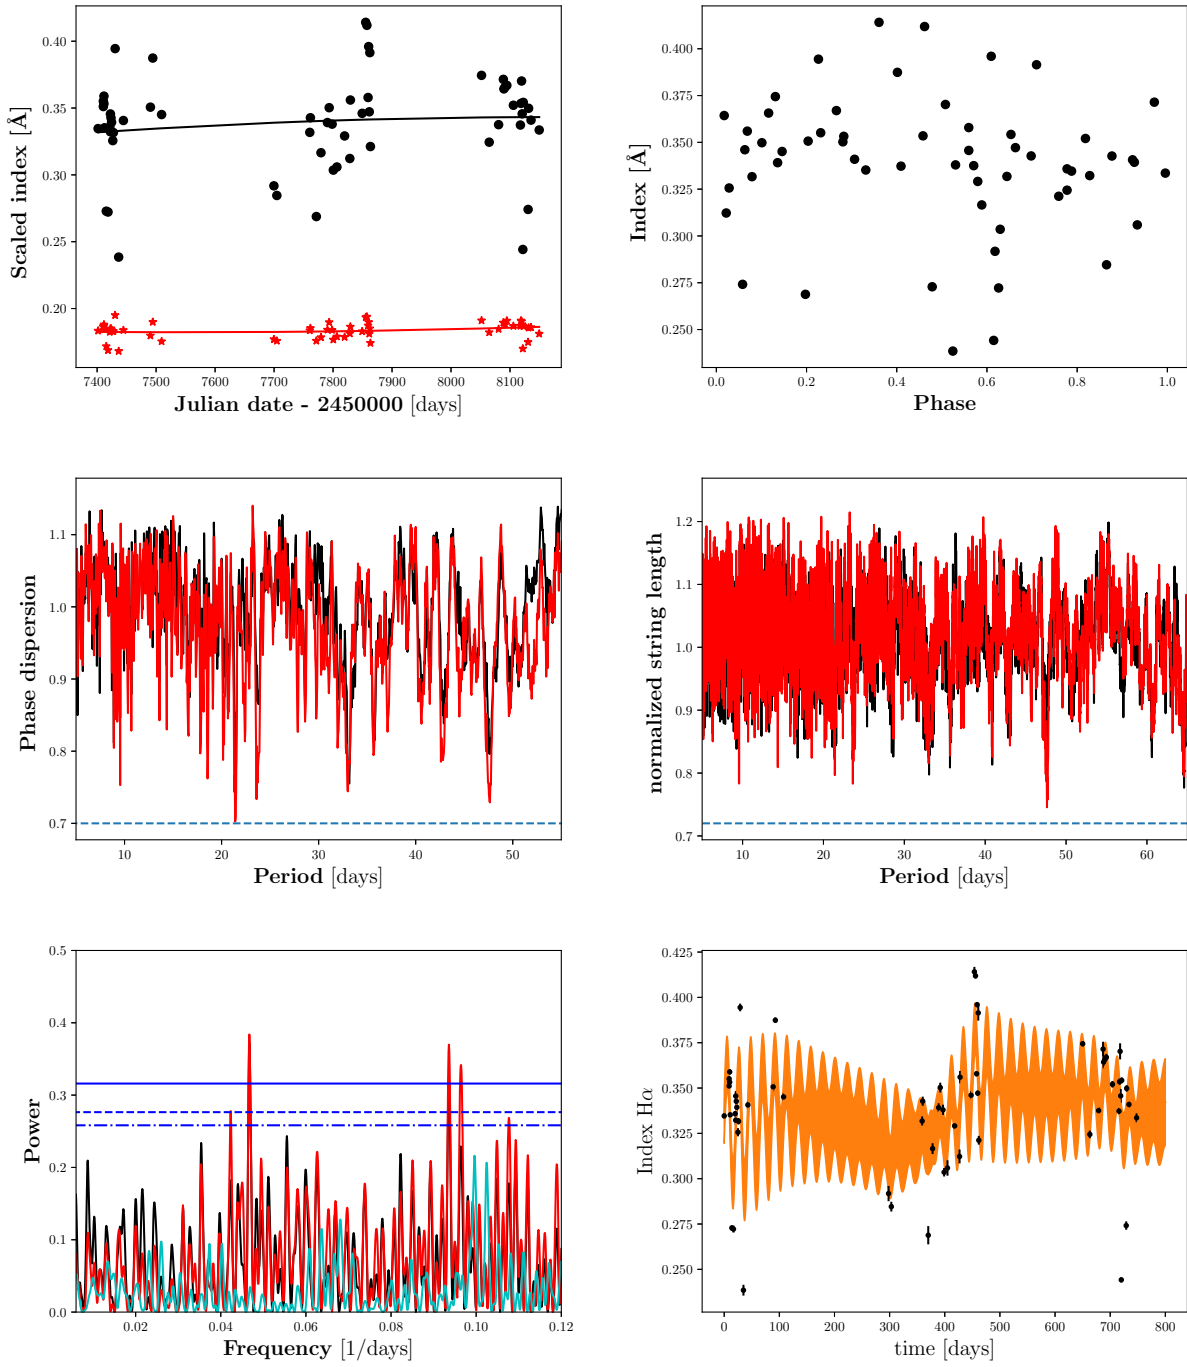 0.40
0.35
0.30
0.25
0.20
Scaled index [Å]
7400 7500 7600 7700 7800 7900 8000 8100
Julian date - 2450000 [days]
0.400
0.375
0.350
0.325
0.300
0.275
0.250
Index [Å]
0.0 0.2 0.4 0.6 0.8 1.0
Phase
1.1
1.0
0.9
0.8
0.7
Phase dispersion
10 20 30 40 50
Period [days]
1.2
1.1
1.0
0.9
0.8
0.7
normalized string length
10 20 30 40 50 60
Period [days]
0.5
0.4
0.3
0.2
0.1
0.0
Power
0.02 0.04 0.06 0.08 0.10 0.12
Frequency [1/days]
0.425
0.400
0.375
0.350
0.325
0.300
0.275
0.250
Index Hα
0 100 200 300 400 500 600 700 800
time [days]